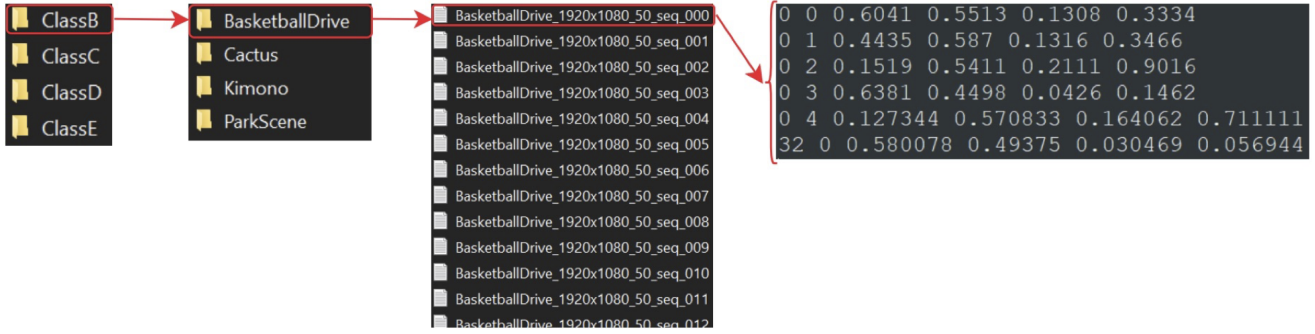 ClassB
ClassC
ClassD
ClassE
BasketballDrive
Cactus
Kimono
ParkScene
BasketballDrive_1920x1080_50_seq_000
BasketballDrive_1920x1080_50_seq_001
BasketballDrive_1920x1080_50_seq_002
BasketballDrive_1920x1080_50_seq_003
BasketballDrive_1920x1080_50_seq_004
BasketballDrive_1920x1080_50_seq_005
BasketballDrive_1920x1080_50_seq_006
BasketballDrive_1920x1080_50_seq_007
BasketballDrive_1920x1080_50_seq_008
BasketballDrive_1920x1080_50_seq_009
BasketballDrive_1920x1080_50_seq_010
BasketballDrive_1920x1080_50_seq_011
BasketballDrive_1920x1080_50_seq_012
0 0 0.6041 0.5513 0.1308 0.3334
0 1 0.4435 0.587 0.1316 0.3466
0 2 0.1519 0.5411 0.2111 0.9016
0 3 0.6381 0.4498 0.0426 0.1462
0 4 0.127344 0.570833 0.164062 0.711111
32 0 0.580078 0.49375 0.030469 0.056944